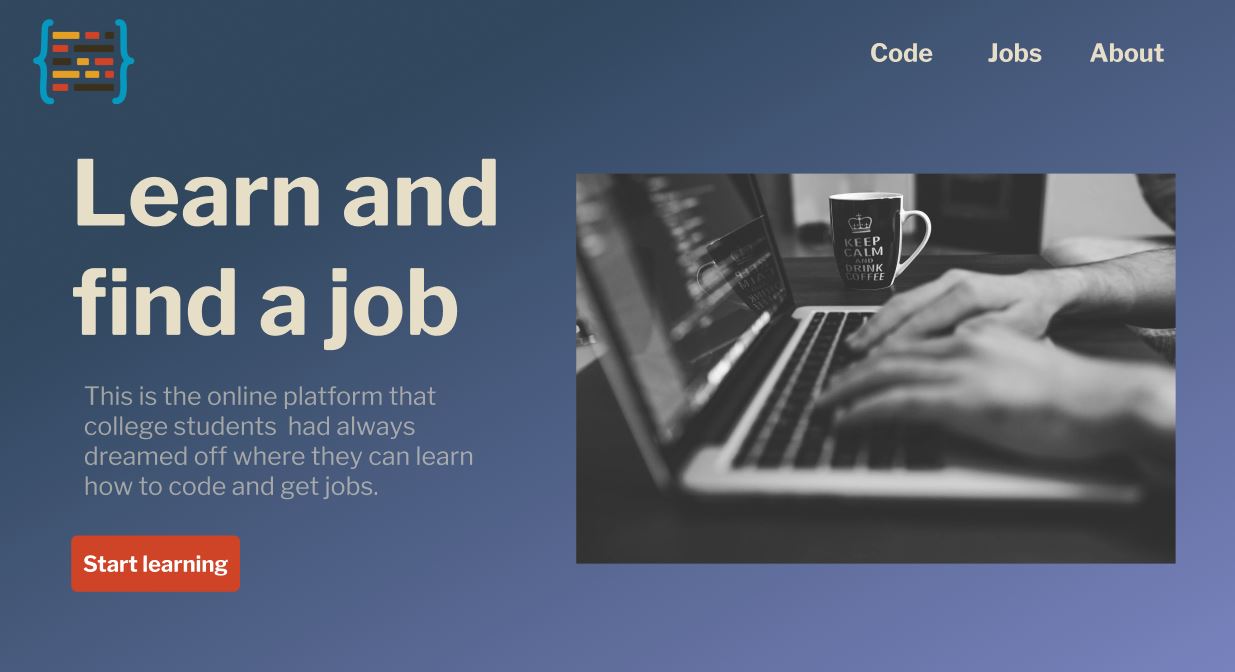 Code Jobs About
Learn and
find a job
This is the online platform that
college students  had always
dreamed off where they can learn
how to code and get jobs.
Start learning
KEEP
CALM
AND
DRINK
COFFEE